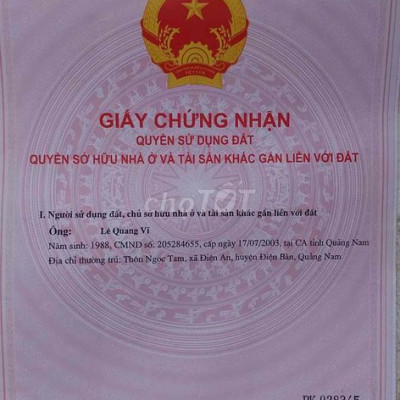 GIẤY CHỨNG NHẬN
QUYỀN SỬ DỤNG ĐẤT
QUYỀN SỞ HỮU NHÀ Ở VÀ TÀI SẢN KHÁC GẮN LIỀN VỚI ĐẤT
choTỐT
I. Người sử dụng đất, chủ sở hữu nhà ở và tài sản khác gắn liền với đất
Ông: Lê Quang Vĩ
Năm sinh: 1988, CMND số: 205284655, cấp ngày 17/07/2003, tại CA tỉnh Quảng Nam
Địa chỉ thường trú: Thôn Ngọc Tam, xã Điện An, huyện Điện Bàn, Quảng Nam